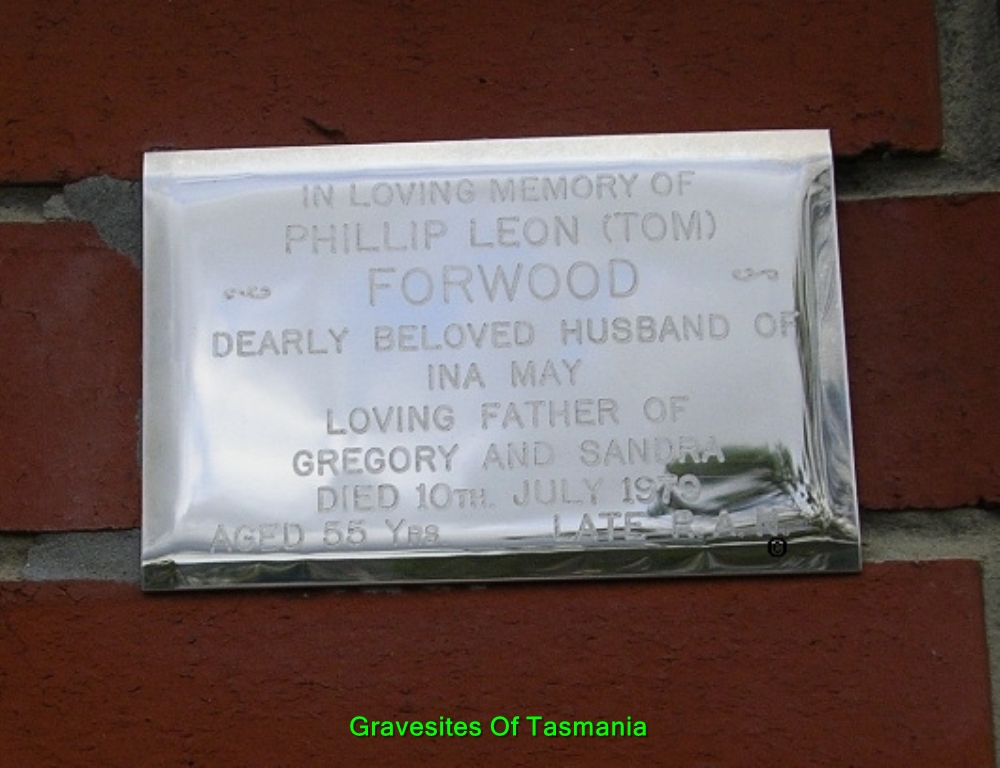 IN LOVING MEMORY OF
PHILLIP LEON (TOM)
FORWOOD
DEARLY BELOVED HUSBAND OF
INA MAY
LOVING FATHER OF
GREGORY AND SANDRA
DIED 10TH. JULY 1979
AGED 55 YRS. LATE R.A.N.
©
Gravesites Of Tasmania